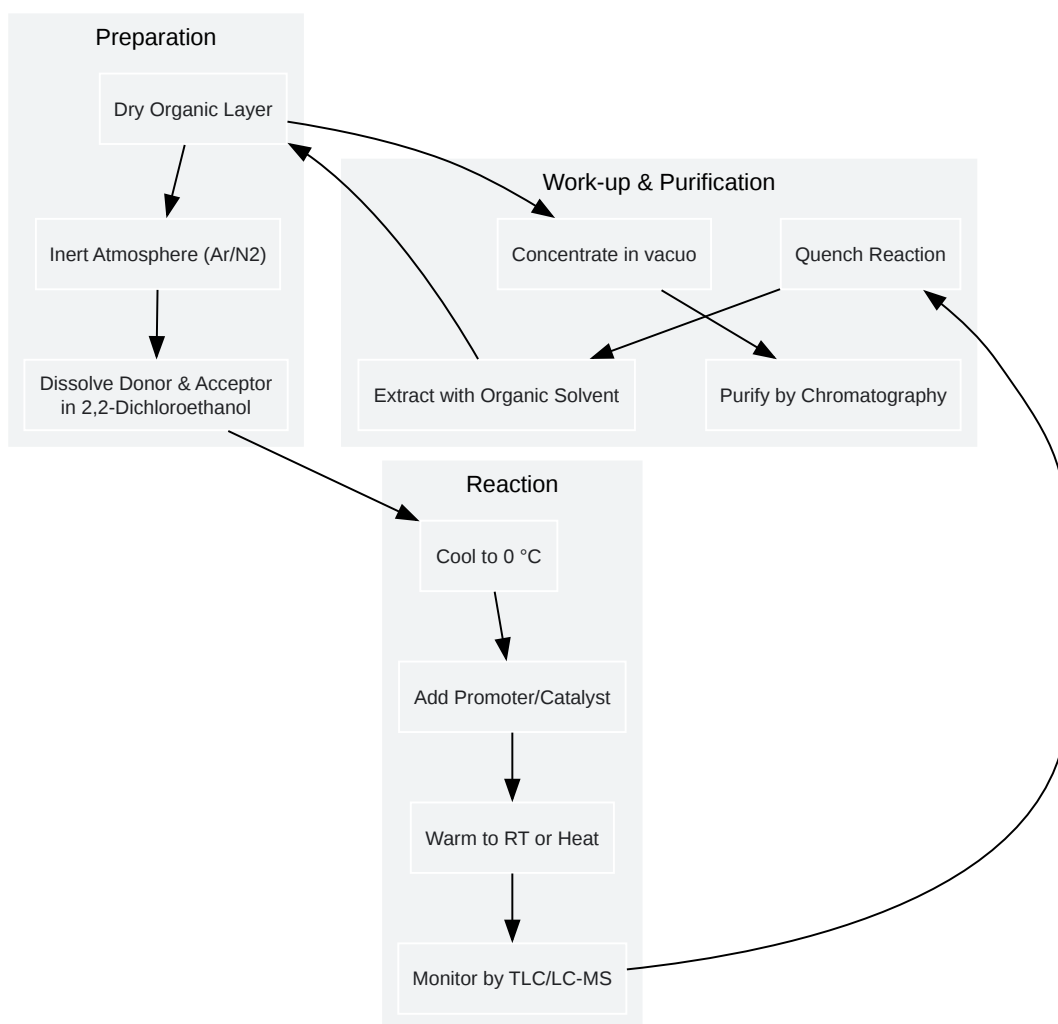 Preparation
Dry Organic Layer
Inert Atmosphere (Ar/N2)
Dissolve Donor & Acceptor
in 2,2-Dichloroethanol
Work-up & Purification
Concentrate in vacuo
Quench Reaction
Extract with Organic Solvent
Purify by Chromatography
Reaction
Cool to 0 °C
Add Promoter/Catalyst
Warm to RT or Heat
Monitor by TLC/LC-MS